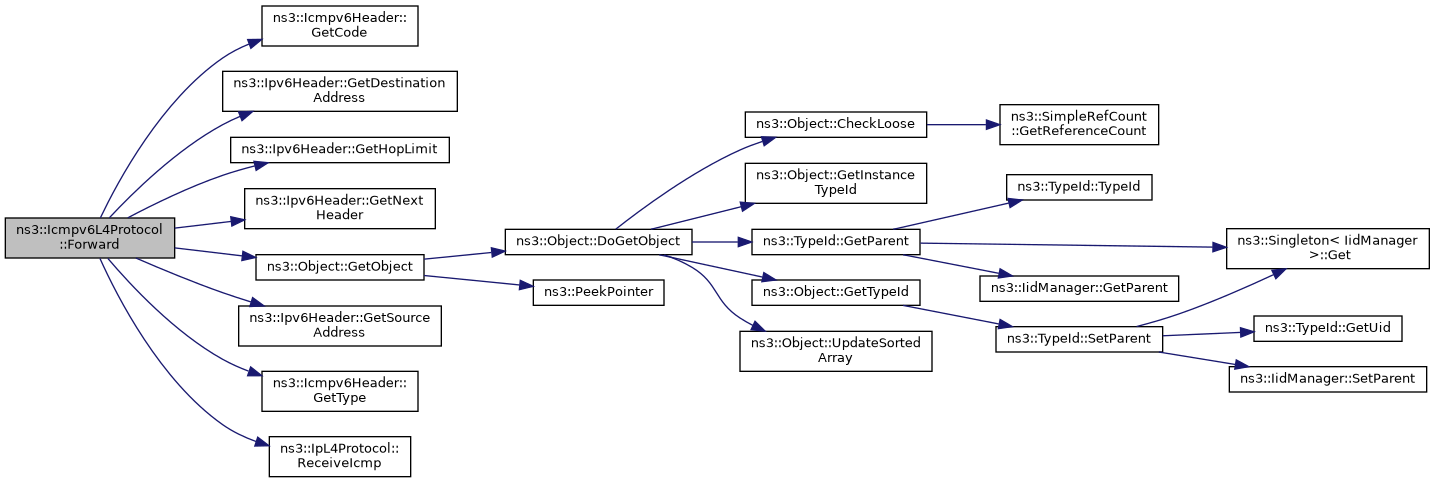 ns3::Icmpv6L4Protocol
::Forward
ns3::Icmpv6Header::
GetCode
ns3::Ipv6Header::GetDestination
Address
ns3::Ipv6Header::GetHopLimit
ns3::Ipv6Header::GetNext
Header
ns3::Object::GetObject
ns3::Ipv6Header::GetSource
Address
ns3::Icmpv6Header::
GetType
ns3::IpL4Protocol::
ReceiveIcmp
ns3::Object::DoGetObject
ns3::PeekPointer
ns3::Object::CheckLoose
ns3::Object::GetInstance
TypeId
ns3::TypeId::GetParent
ns3::Object::GetTypeId
ns3::Object::UpdateSorted
Array
ns3::SimpleRefCount
::GetReferenceCount
ns3::TypeId::TypeId
ns3::IidManager::GetParent
ns3::TypeId::SetParent
ns3::Singleton< IidManager
>::Get
ns3::TypeId::GetUid
ns3::IidManager::SetParent